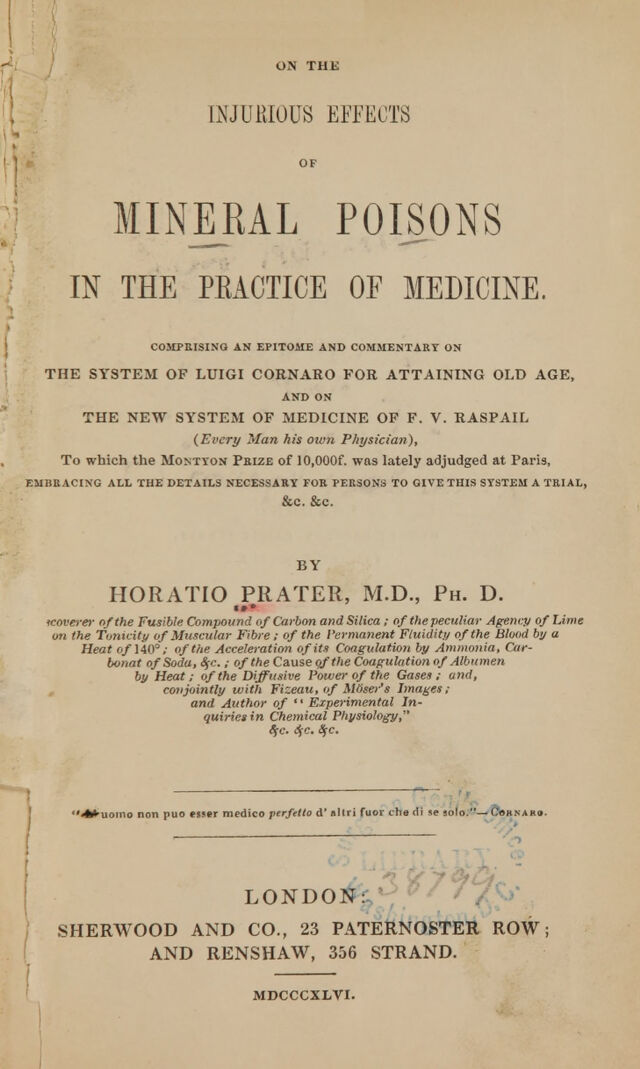 ON THE
INJURIOUS EFFECTS
OF
MINERAL POISONS
IN THE PRACTICE OF MEDICINE.
COMPRISING AN EPITOME AND COMMENTARY ON
THE SYSTEM OF LUIGI CORNARO FOR ATTAINING OLD AGE,
AND ON
THE NEW SYSTEM OF MEDICINE OF F. V. RASPAIL
(Every Man his own Physician),
To which the MONTYON PRIZE of 10,000f. was lately adjudged at Paris,
EMBRACING ALL THE DETAILS NECESSARY FOR PERSONS TO GIVE THIS SYSTEM A TRIAL,
&c. &c.
BY
HORATIO PRATER, M.D., PH. D.
coverer of the Fusible Compound of Carbon and Silica; of the peculiar Agency of Lime
on the Tonicity of Muscular Fibre; of the Permanent Fluidity of the Blood by a
Heat of 140°; of the Acceleration of its Coagulation by Ammonia, Car-
bonat of Soda, &c.; of the Cause of the Coagulation of Albumen
by Heat; of the Diffusive Power of the Gases; and,
conjointly with Fizeau, of Möser's Images;
and Author of "Experimental In-
quiries in Chemical Physiology,"
&c. &c. &c.
uomo non puo esser medico perfetto d' altri fuor che di se solo."—CORNARO.
LIBRARY
38799
LONDON:
SHERWOOD AND CO., 23 PATERNOSTER ROW;
AND RENSHAW, 356 STRAND.
MDCCCXLVI.